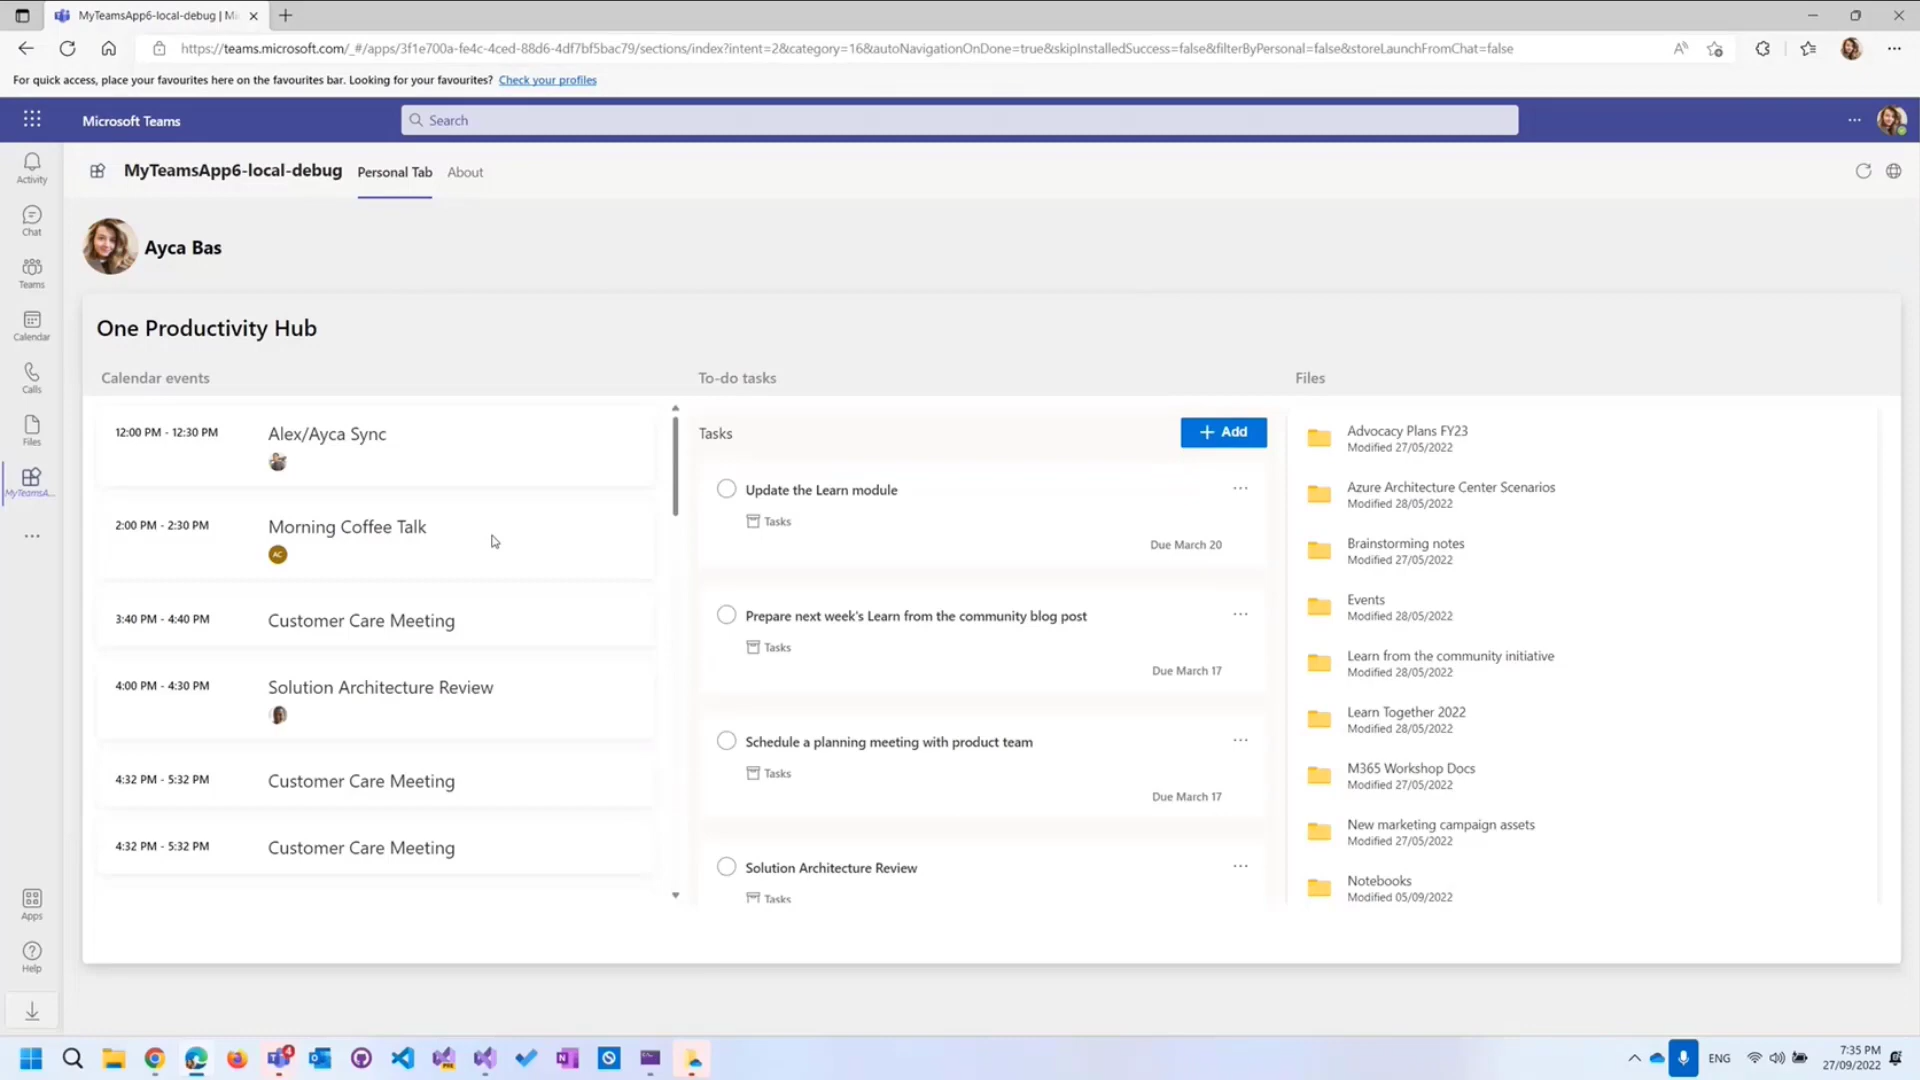 MyTeamsApp6-local-debug | Mi
https://teams.microsoft.com/_#/apps/3f1e700a-fe4c-4ced-88d6-4df7bf5bac79/sections/index?intent=2&category=16&autoNavigationOnDone=true&skipInstalledSuccess=false&filterByPersonal=false&storeLaunchFromChat=false
For quick access, place your favourites here on the favourites bar. Looking for your favourites? Check your profiles
Microsoft Teams
Search
Activity
Chat
Teams
Calendar
Calls
Files
MyTeamsA...
Apps
Help
MyTeamsApp6-local-debug Personal Tab About
Ayca Bas
One Productivity Hub
Calendar events
12:00 PM - 12:30 PM Alex/Ayca Sync
2:00 PM - 2:30 PM Morning Coffee Talk
AC
3:40 PM - 4:40 PM Customer Care Meeting
4:00 PM - 4:30 PM Solution Architecture Review
4:32 PM - 5:32 PM Customer Care Meeting
4:32 PM - 5:32 PM Customer Care Meeting
To-do tasks
Tasks
+ Add
Update the Learn module
Tasks
Due March 20
Prepare next week's Learn from the community blog post
Tasks
Due March 17
Schedule a planning meeting with product team
Tasks
Due March 17
Solution Architecture Review
Tasks
Files
Advocacy Plans FY23
Modified 27/05/2022
Azure Architecture Center Scenarios
Modified 28/05/2022
Brainstorming notes
Modified 27/05/2022
Events
Modified 28/05/2022
Learn from the community initiative
Modified 28/05/2022
Learn Together 2022
Modified 28/05/2022
M365 Workshop Docs
Modified 27/05/2022
New marketing campaign assets
Modified 27/05/2022
Notebooks
Modified 05/09/2022
4
ENG
7:35 PM
27/09/2022